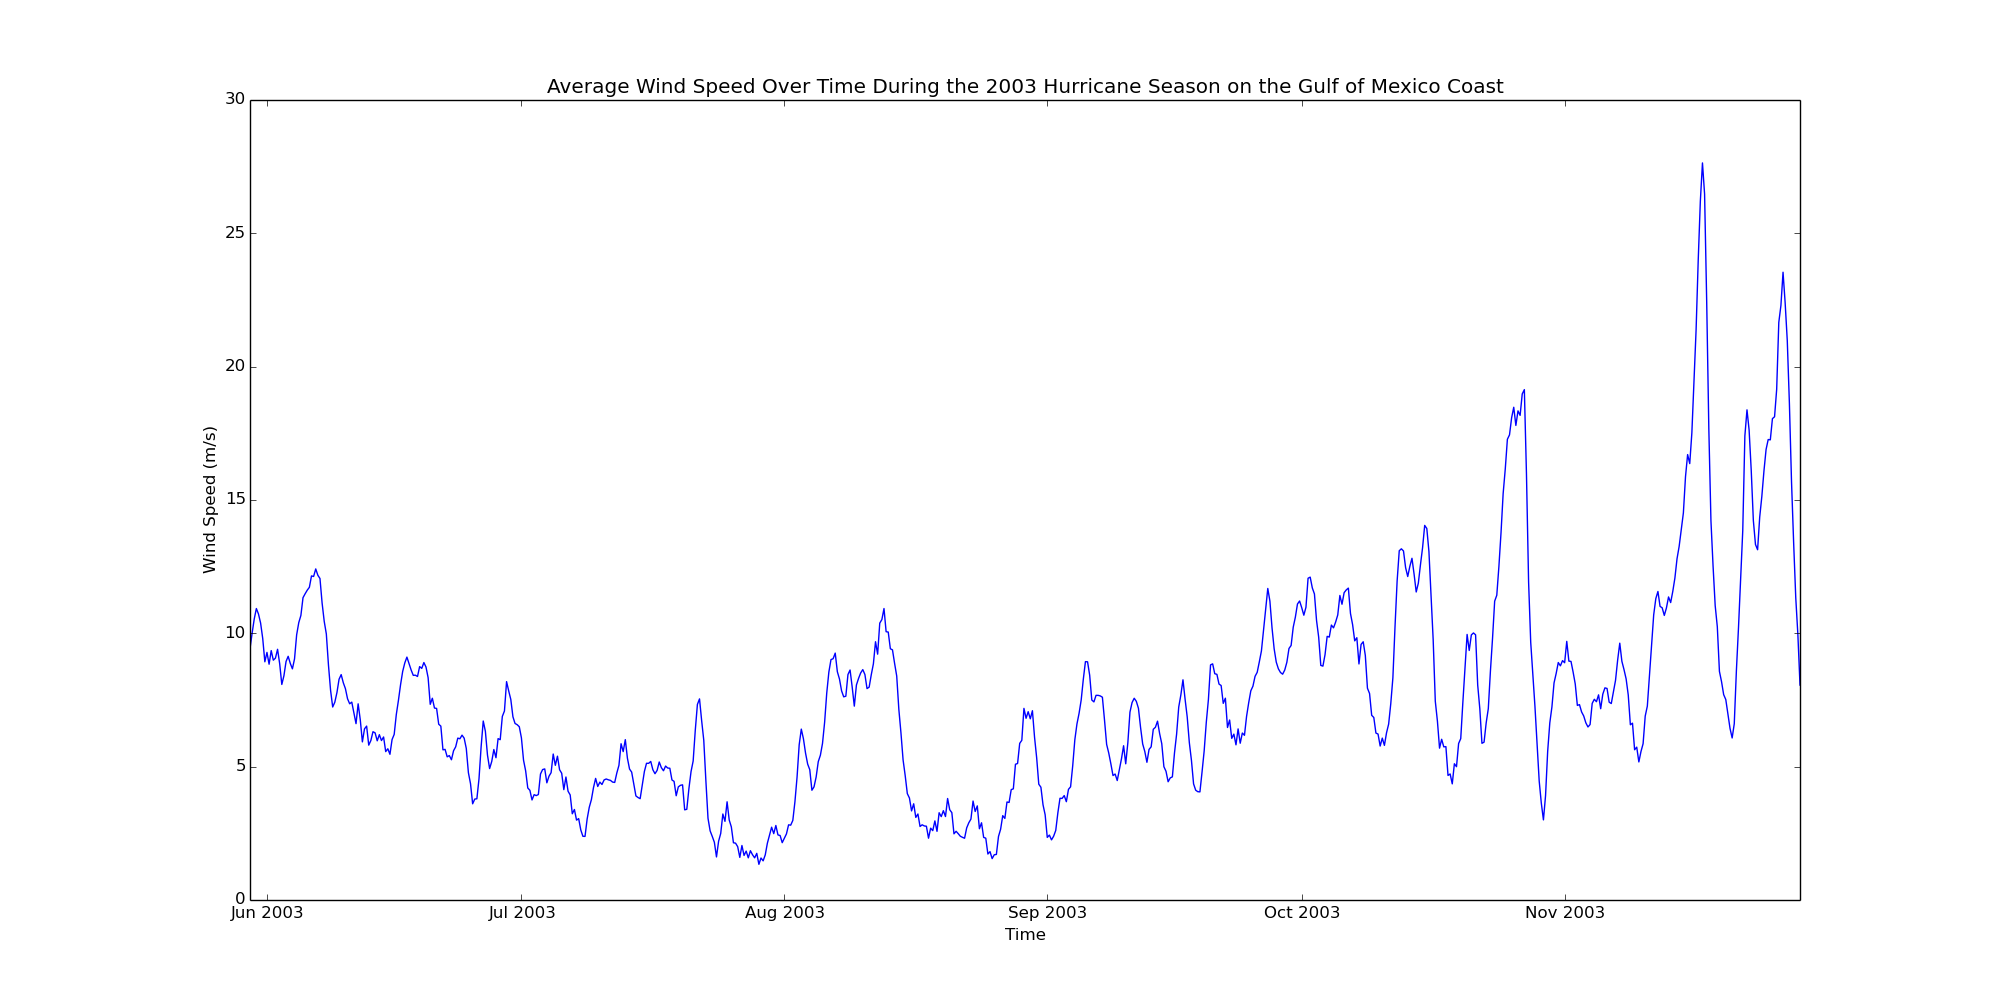 Average Wind Speed Over Time During the 2003 Hurricane Season on the Gulf of Mexico Coast
30
25
20
15
10
5
0
Wind Speed (m/s)
Jun 2003 Jul 2003 Aug 2003 Sep 2003 Oct 2003 Nov 2003
Time